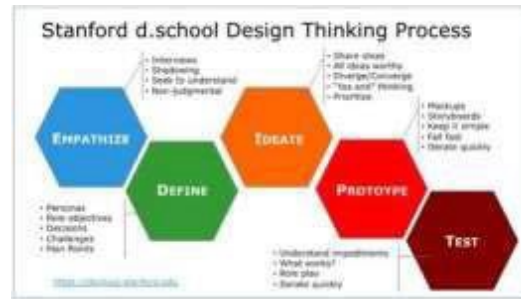 Stanford d.school Design Thinking Process
• Interviews
• Shadowing
• Seek to understand
• Non-judgmental
• Share ideas
• All ideas worthy
• Diverge/Converge
• "Yes and" thinking
• Prioritize
• Mockups
• Storyboards
• Keep it simple
• Fail fast
• Iterate quickly
EMPATHIZE
DEFINE
IDEATE
PROTOTYPE
TEST
• Personas
• Role objectives
• Decisions
• Challenges
• Pain Points
• Understand impediments
• What works?
• Role play
• Iterate quickly